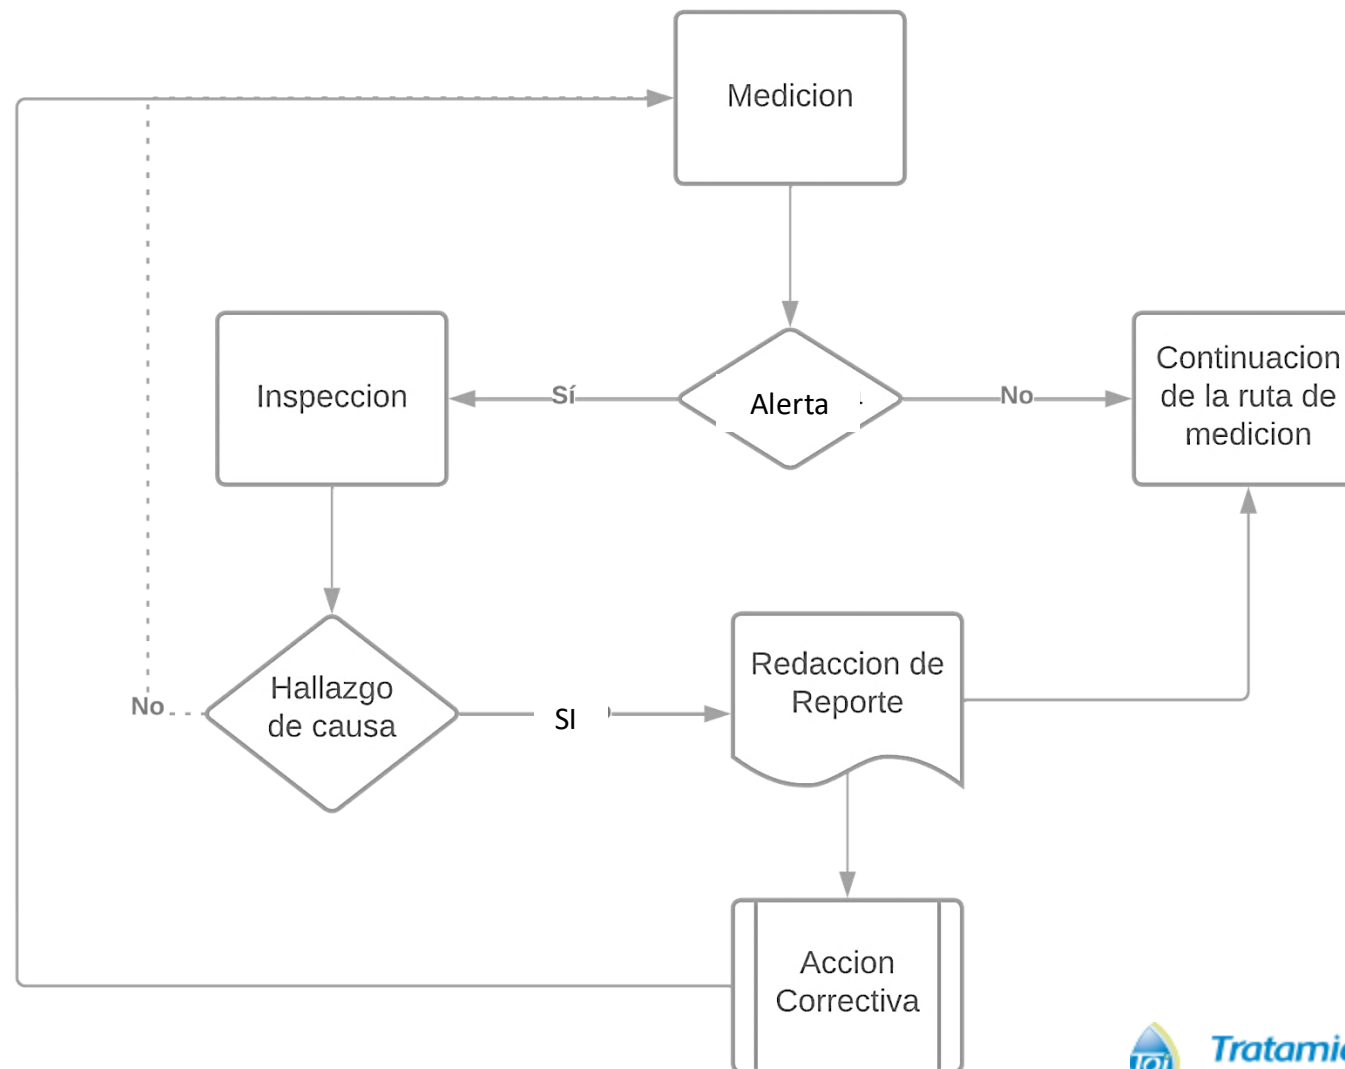 Medicion
Inspeccion
Sí
Alerta
No
Continuacion
de la ruta de
medicion
Hallazgo
de causa
No
SI
Redaccion de
Reporte
Accion
Correctiva
TQI